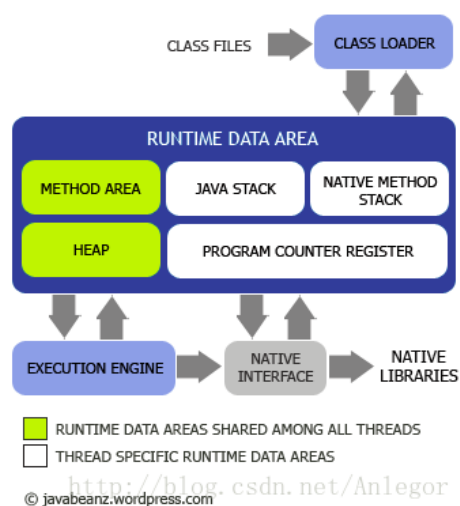 CLASS FILES
CLASS LOADER
RUNTIME DATA AREA
METHOD AREA
JAVA STACK
NATIVE METHOD
STACK
HEAP
PROGRAM COUNTER REGISTER
EXECUTION ENGINE
NATIVE
INTERFACE
NATIVE
LIBRARIES
RUNTIME DATA AREAS SHARED AMONG ALL THREADS
THREAD SPECIFIC RUNTIME DATA AREAS
http://blog.csdn.net/Anlegor
© javabeanz.wordpress.com